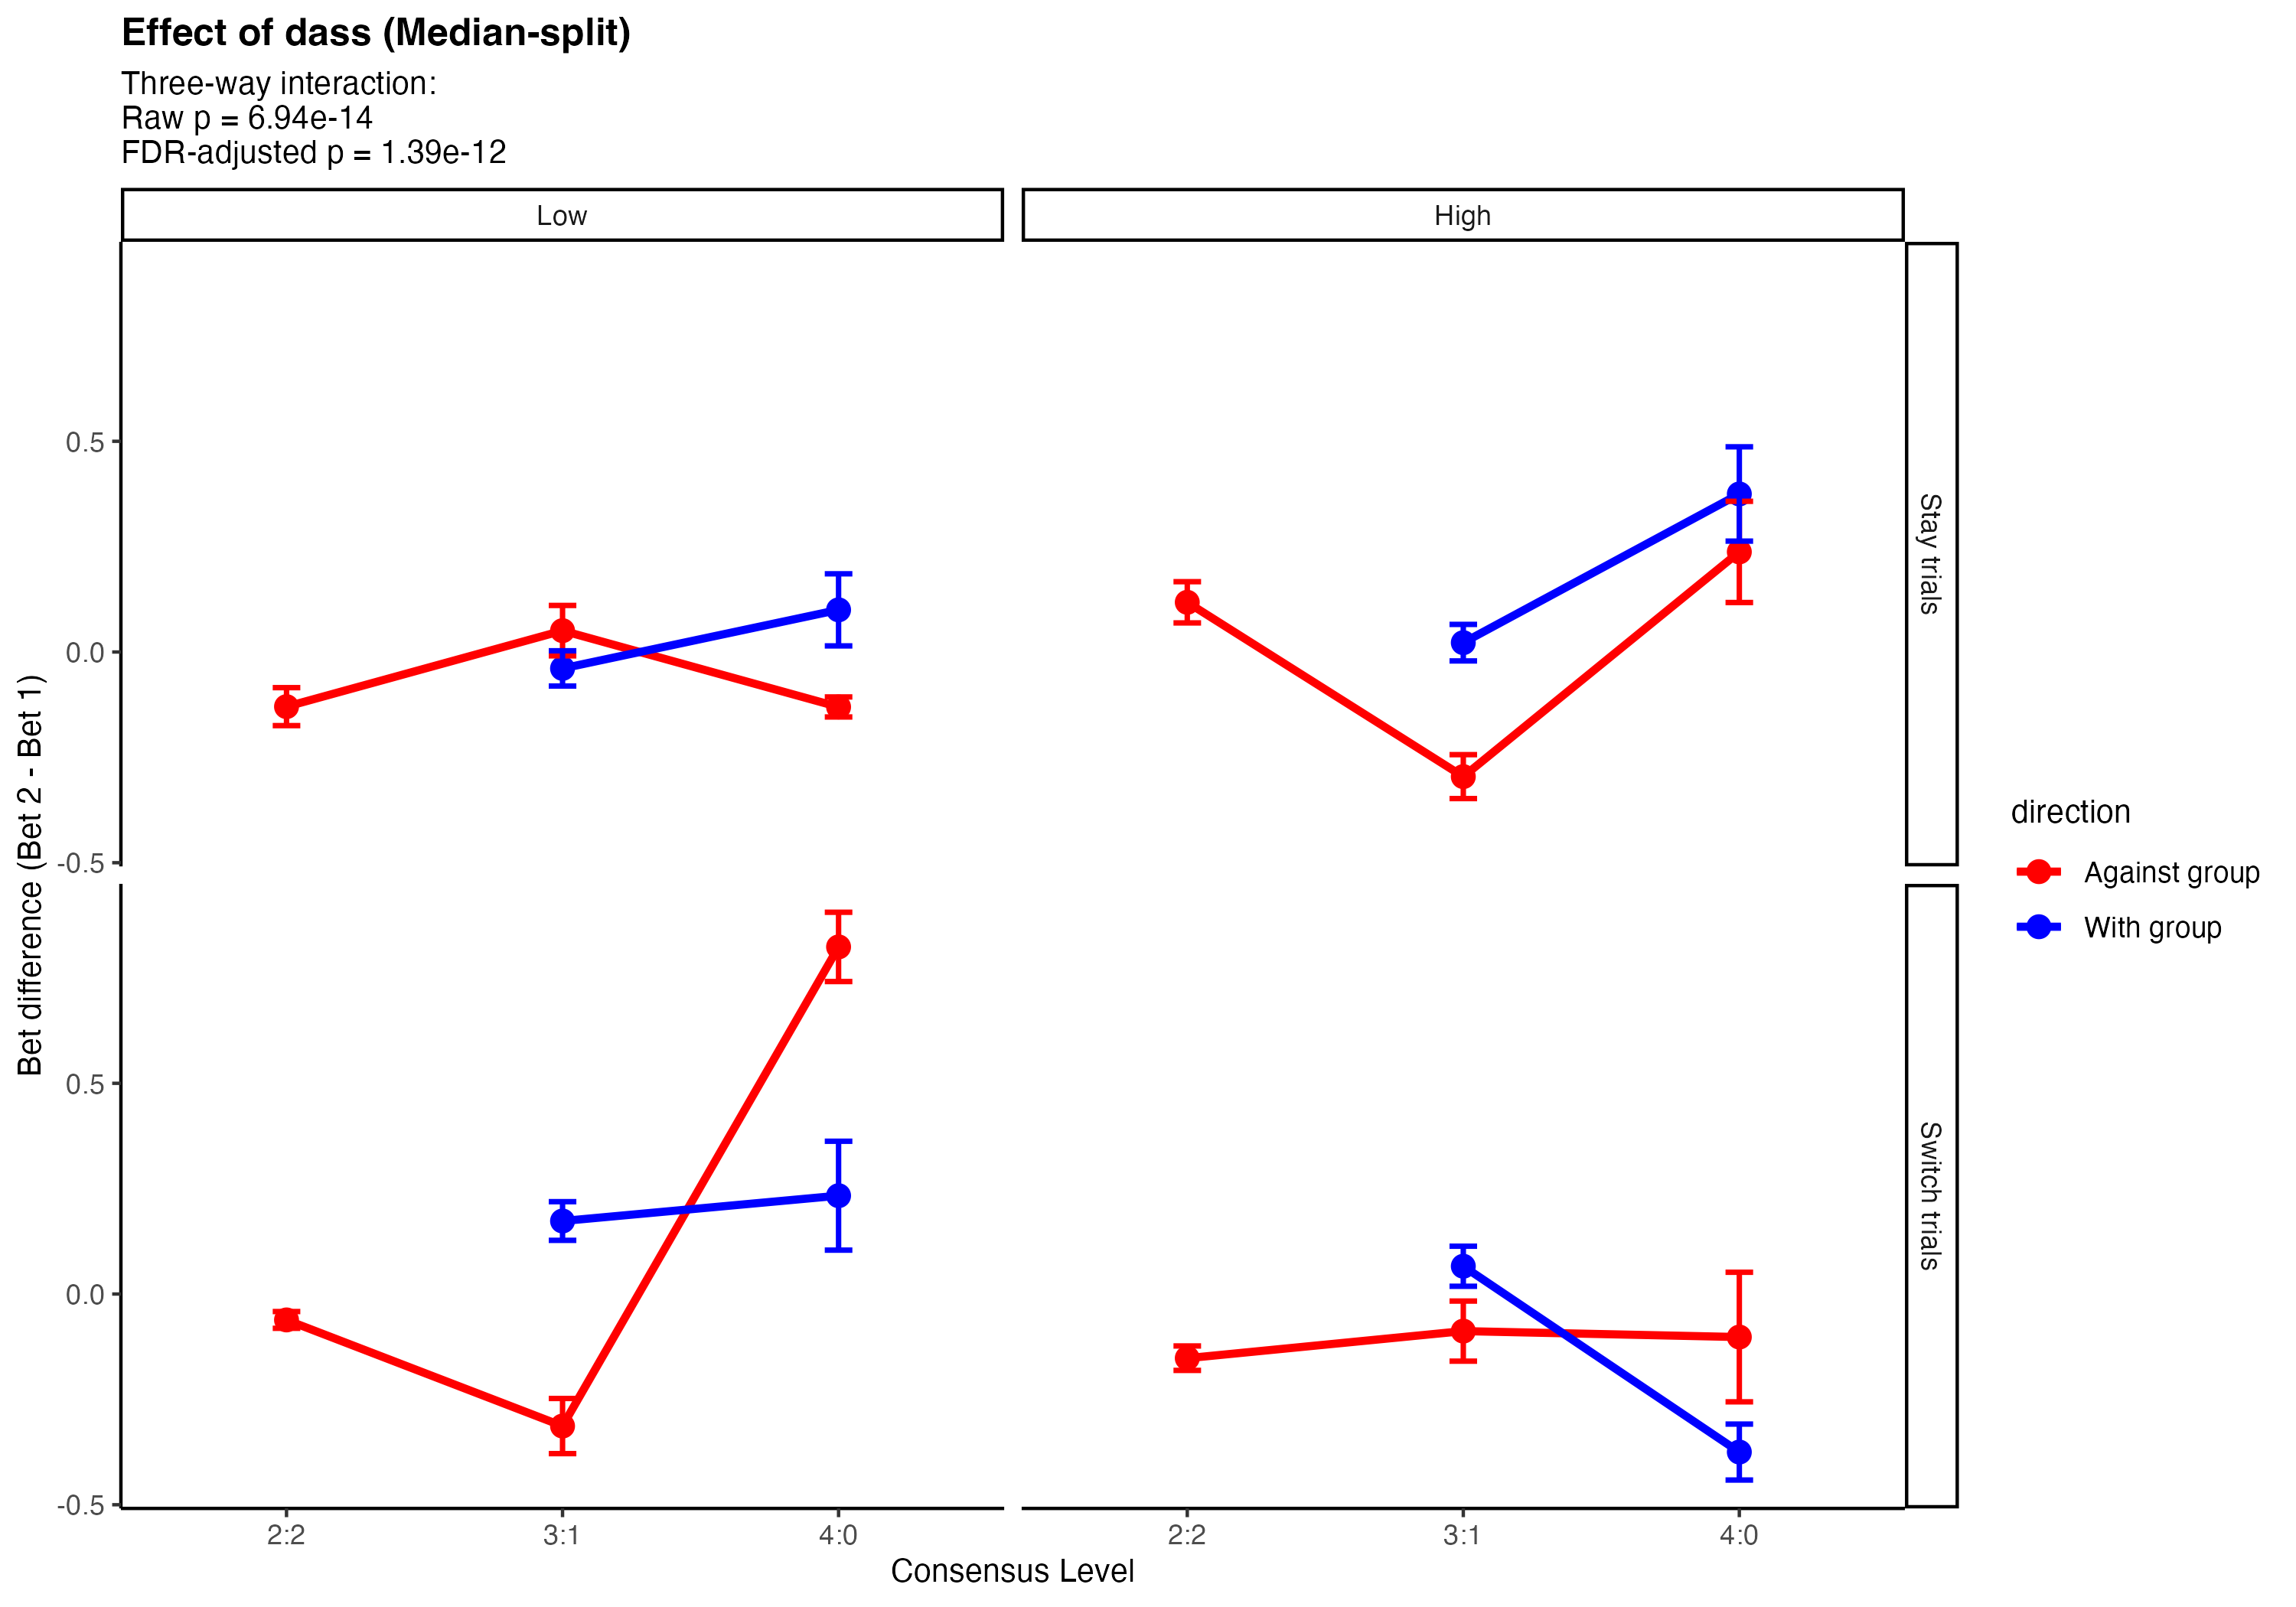 Effect of dass (Median-split)
Three-way interaction:
Raw p = 6.94e-14
FDR-adjusted p = 1.39e-12
Low
High
Stay trials
Switch trials
Bet difference (Bet 2 - Bet 1)
0.5
0.0
-0.5
0.5
0.0
-0.5
2:2
3:1
4:0
2:2
3:1
4:0
Consensus Level
direction
Against group
With group